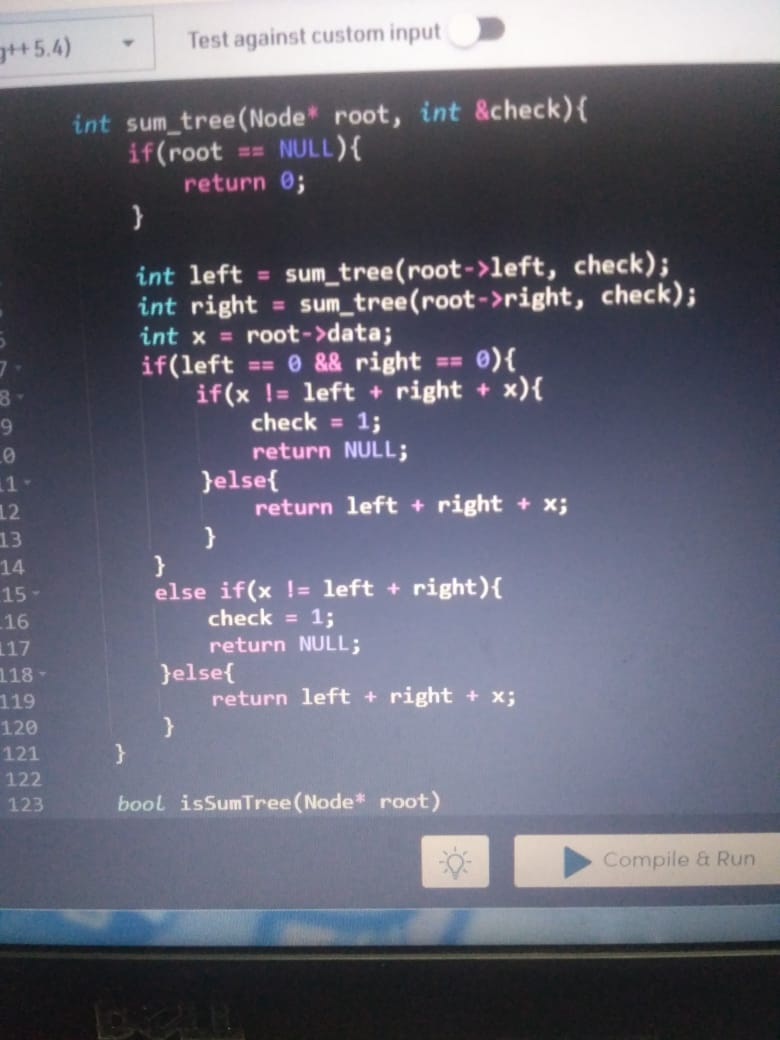 g++ 5.4)
Test against custom input
int sum_tree(Node* root, int &check){
if(root == NULL){
return 0;
}
int left = sum_tree(root->left, check);
int right = sum_tree(root->right, check);
int x = root->data;
7 if(left == 0 && right == 0){
8 if(x != left + right + x){
9 check = 1;
10 return NULL;
11 }else{
12 return left + right + x;
13 }
14 }
15 else if(x != left + right){
16 check = 1;
117 return NULL;
118 }else{
119 return left + right + x;
120 }
121 }
122
123 bool isSumTree(Node* root)
Compile & Run